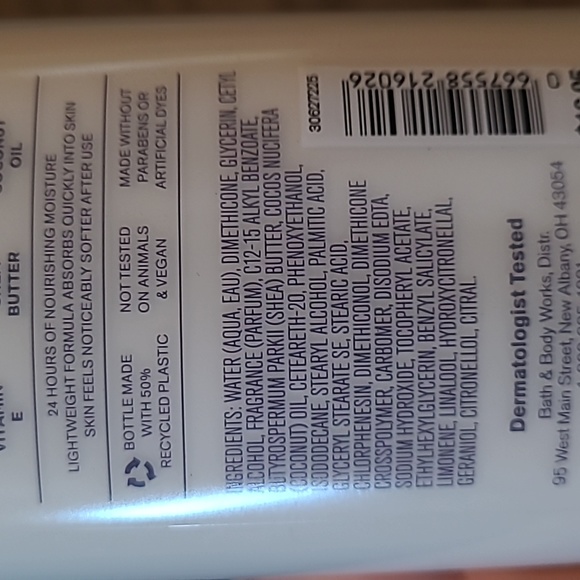 VITAMIN
E
BUTTER
COCONUT
OIL
24 HOURS OF NOURISHING MOISTURE
LIGHTWEIGHT FORMULA ABSORBS QUICKLY INTO SKIN
SKIN FEELS NOTICEABLY SOFTER AFTER USE
BOTTLE MADE
WITH 50%
RECYCLED PLASTIC
NOT TESTED
ON ANIMALS
& VEGAN
MADE WITHOUT
PARABENS OR
ARTIFICIAL DYES
INGREDIENTS: WATER (AQUA, EAU), DIMETHICONE, GLYCERIN, CETYL
ALCOHOL, FRAGRANCE (PARFUM), C12-15 ALKYL BENZOATE,
BUTYROSPERMUM PARKII (SHEA) BUTTER, COCOS NUCIFERA
(COCONUT) OIL, CETEARETH-20, PHENOXYETHANOL,
ISODODECANE, STEARYL ALCOHOL, PALMITIC ACID,
GLYCERYL STEARATE SE, STEARIC ACID,
CHLORPHENESIN, DIMETHICONOL, DIMETHICONE
CROSSPOLYMER, CARBOMER, DISODIUM EDTA,
SODIUM HYDROXIDE, TOCOPHERYL ACETATE,
ETHYLHEXYLGLYCERIN, BENZYL SALICYLATE,
LIMONENE, LINALOOL, HYDROXYCITRONELLAL,
GERANIOL, CITRONELLOL, CITRAL.
30627225
667558 216026
0
Dermatologist Tested
Bath & Body Works, Distr.
95 West Main Street, New Albany, OH 43054